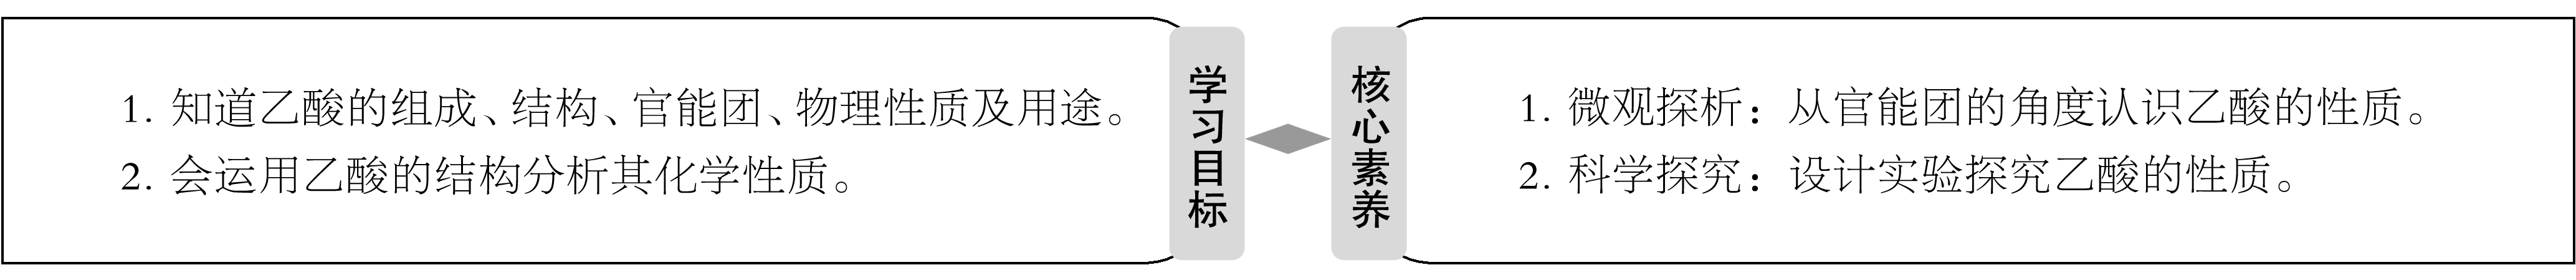 1. 知道乙酸的组成、结构、官能团、物理性质及用途。
2. 会运用乙酸的结构分析其化学性质。
学习目标
核心素养
1. 微观探析：从官能团的角度认识乙酸的性质。
2. 科学探究：设计实验探究乙酸的性质。